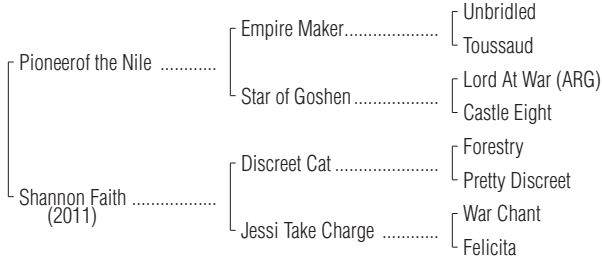 Unbridled
Empire Maker....................
Toussaud
Pioneerof the Nile ............
Lord At War (ARG)
Star of Goshen..................
Castle Eight
Forestry
Discreet Cat ......................
Pretty Discreet
Shannon Faith ..................
(2011)
War Chant
Jessi Take Charge ............
Felicita